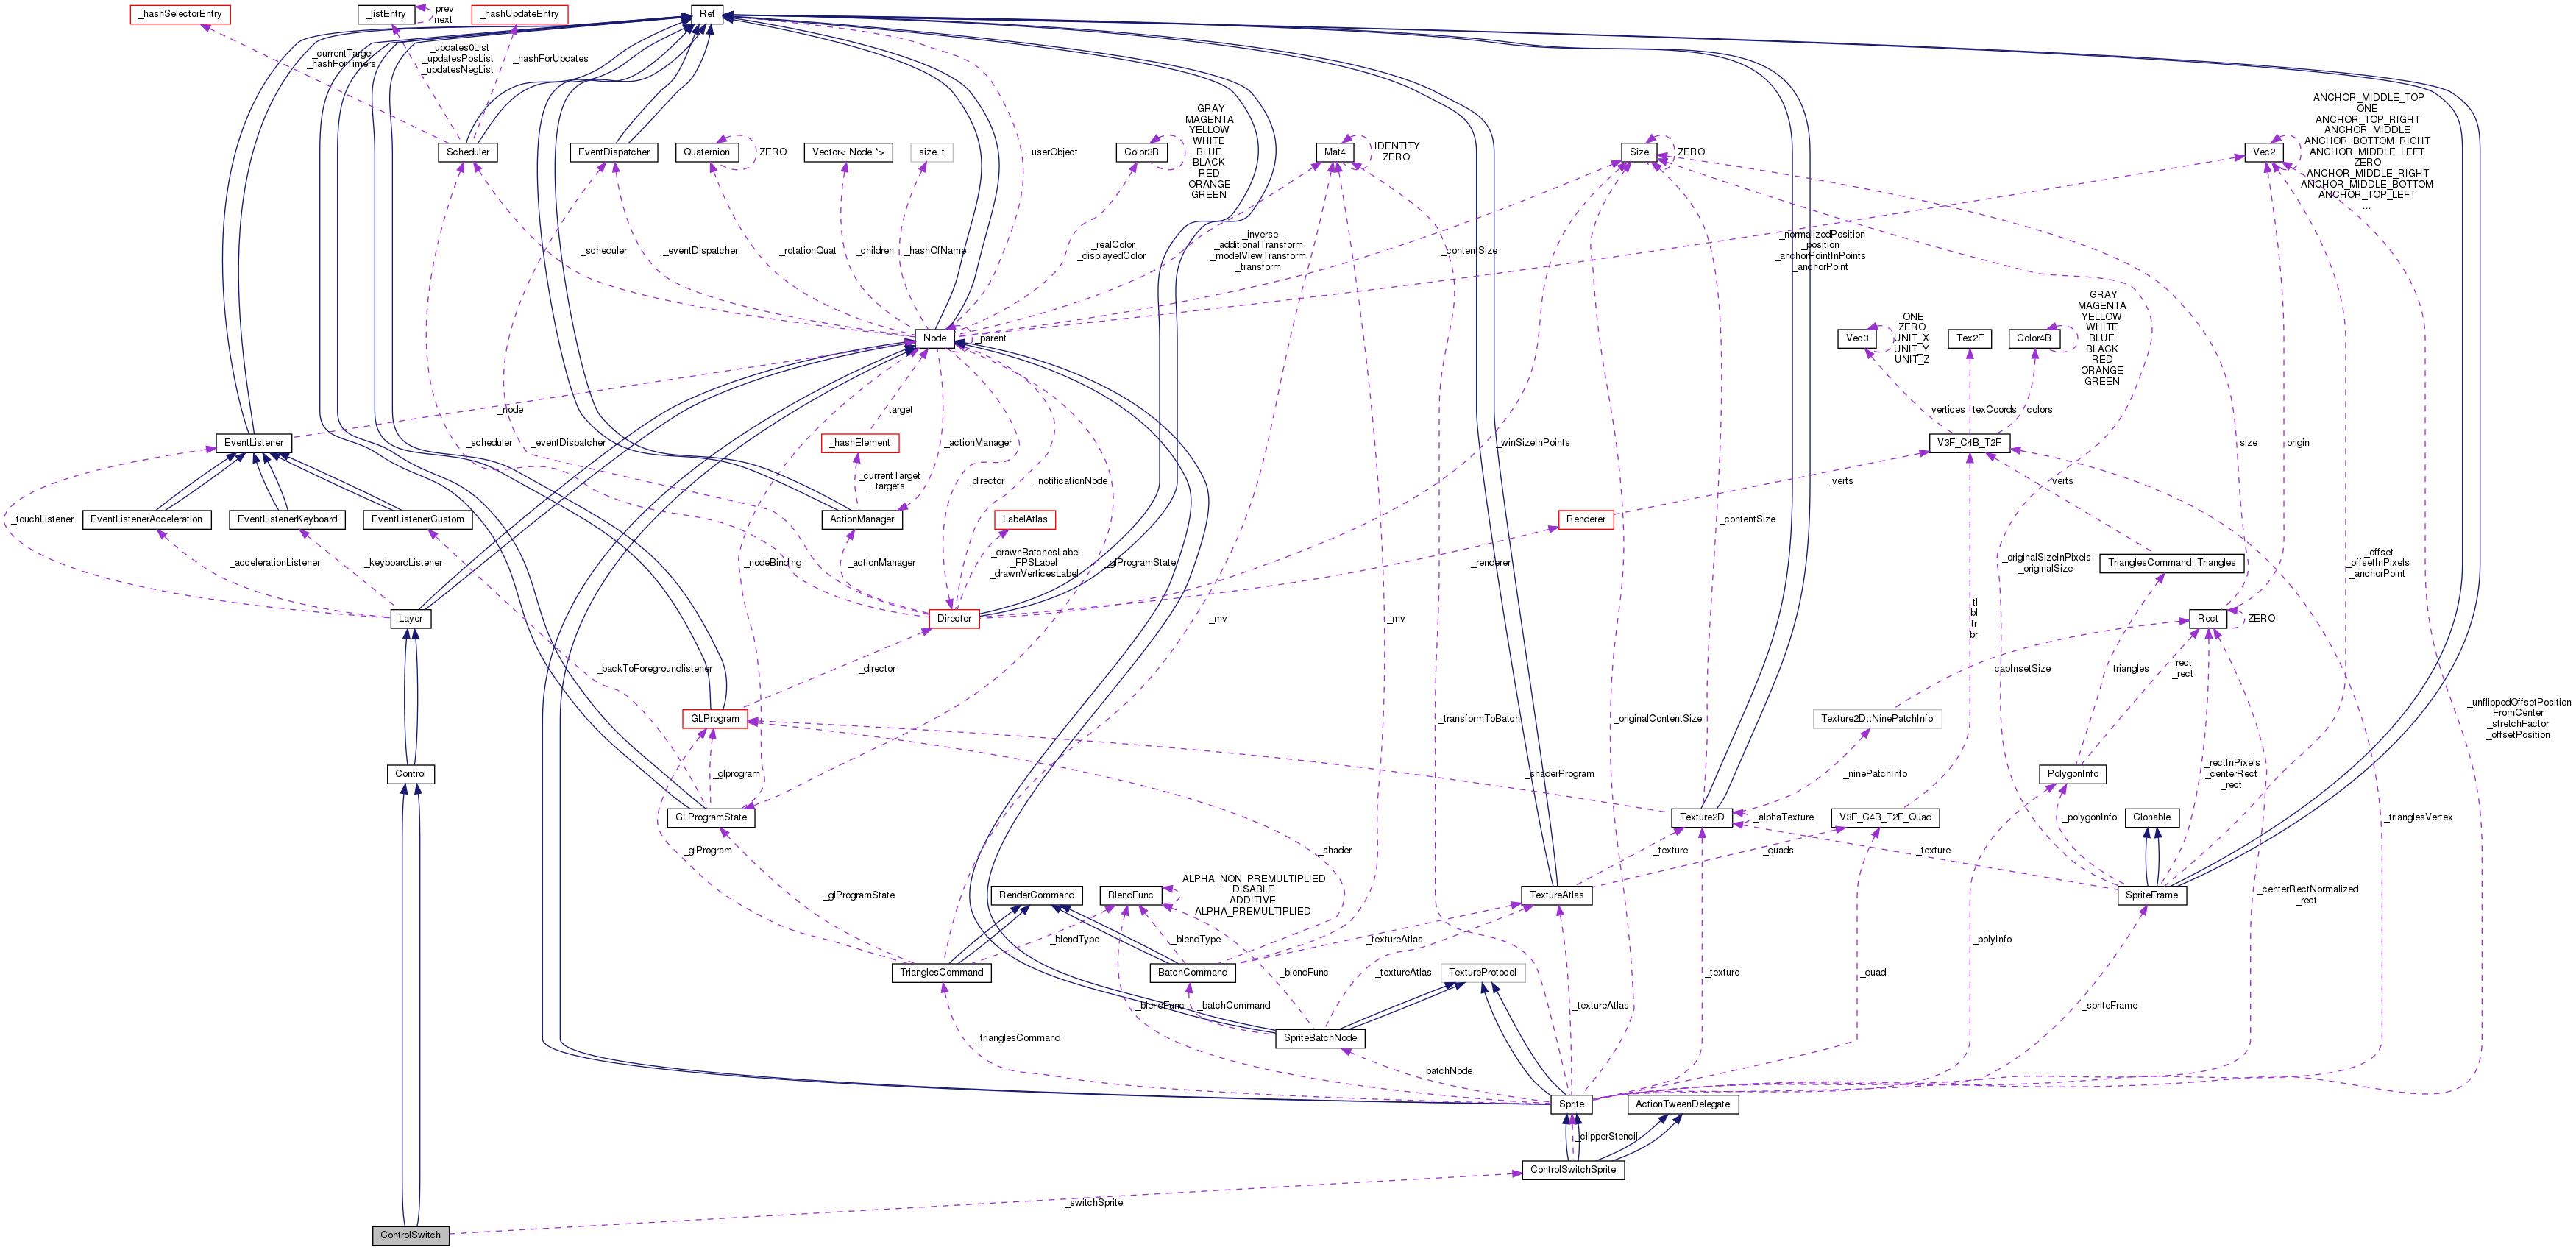 _hashSelectorEntry
_listEntry
prev
next
_hashUpdateEntry
Ref
_currentTarget
_hashForTimers
_updates0List
_updatesPosList
_updatesNegList
_hashForUpdates
Scheduler
EventDispatcher
Quaternion
ZERO
Vector< Node *>
size_t
_userObject
Color3B
GRAY
MAGENTA
YELLOW
WHITE
BLUE
BLACK
RED
ORANGE
GREEN
Mat4
IDENTITY
ZERO
Size
ZERO
Vec2
ANCHOR_MIDDLE_TOP
ONE
ANCHOR_TOP_RIGHT
ANCHOR_MIDDLE
ANCHOR_BOTTOM_RIGHT
ANCHOR_MIDDLE_LEFT
ZERO
ANCHOR_MIDDLE_RIGHT
ANCHOR_MIDDLE_BOTTOM
ANCHOR_TOP_LEFT
...
_scheduler
_eventDispatcher
_rotationQuat
_children
_hashOfName
_realColor
_displayedColor
_inverse
_additionalTransform
_modelViewTransform
_transform
_contentSize
_normalizedPosition
_position
_anchorPointInPoints
_anchorPoint
Node
_parent
Vec3
ONE
ZERO
UNIT_X
UNIT_Y
UNIT_Z
Tex2F
Color4B
GRAY
MAGENTA
YELLOW
WHITE
BLUE
BLACK
RED
ORANGE
GREEN
_node
target
vertices
texCoords
colors
EventListener
_scheduler
_eventDispatcher
_hashElement
_actionManager
_winSizeInPoints
V3F_C4B_T2F
size
origin
_currentTarget
_targets
_director
_notificationNode
_verts
verts
_touchListener
EventListenerAcceleration
EventListenerKeyboard
EventListenerCustom
ActionManager
LabelAtlas
Renderer
_contentSize
_accelerationListener
_keyboardListener
_nodeBinding
_actionManager
_drawnBatchesLabel
_FPSLabel
_drawnVerticesLabel
_glProgramState
_renderer
_originalSizeInPixels
_originalSize
TrianglesCommand::Triangles
_offset
_offsetInPixels
_anchorPoint
Layer
Director
_mv
_mv
tl
bl
tr
br
Rect
ZERO
_backToForegroundlistener
_director
capInsetSize
triangles
rect
_rect
GLProgram
_transformToBatch
_originalContentSize
Texture2D::NinePatchInfo
_unflippedOffsetPosition
FromCenter
_stretchFactor
_offsetPosition
Control
_glprogram
_shaderProgram
_ninePatchInfo
PolygonInfo
_rectInPixels
_centerRect
_rect
GLProgramState
Texture2D
_alphaTexture
V3F_C4B_T2F_Quad
_polygonInfo
Clonable
_trianglesVertex
_glProgram
_shader
_texture
_quads
_texture
_glProgramState
RenderCommand
BlendFunc
ALPHA_NON_PREMULTIPLIED
DISABLE
ADDITIVE
ALPHA_PREMULTIPLIED
TextureAtlas
SpriteFrame
_centerRectNormalized
_rect
_blendType
_blendType
_textureAtlas
_polyInfo
TrianglesCommand
BatchCommand
_blendFunc
_textureAtlas
TextureProtocol
_texture
_quad
_blendFunc
_batchCommand
_textureAtlas
_spriteFrame
_trianglesCommand
SpriteBatchNode
_batchNode
Sprite
ActionTweenDelegate
_clipperStencil
ControlSwitchSprite
_switchSprite
ControlSwitch